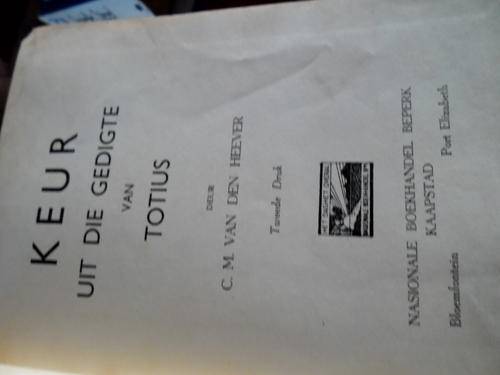 KEUR
UIT DIE GEDIGTE
VAN
TOTIUS
DEUR
C. M. VAN DEN HEEVER
Tweede Druk
NASIONALE BOEKHANDEL BEPERK
KAAPSTAD
Bloemfontein Port Elizabeth